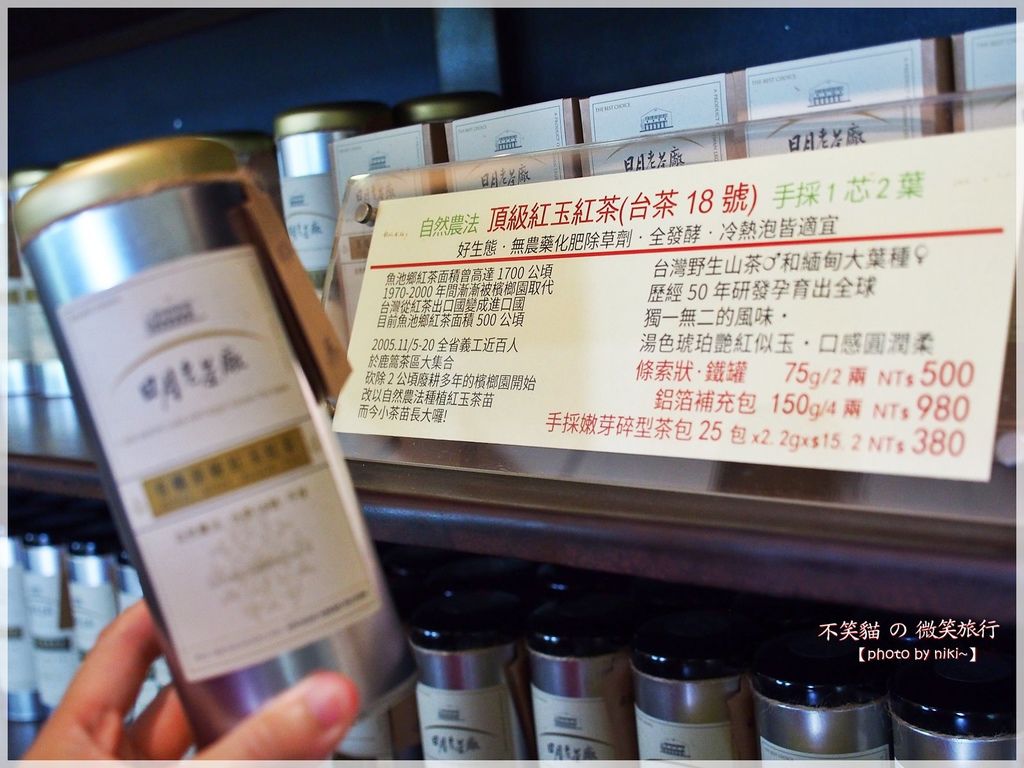 自然農法 頂級紅玉紅茶(台茶 18 號) 手採 1 芯 2 葉
好生態·無農藥化肥除草劑·全發酵·冷熱泡皆適宜
魚池鄉紅茶面積曾高達 1700 公頃
1970-2000 年間漸漸被檳榔園取代
台灣從紅茶出口國變成進口國
目前魚池鄉紅茶面積 500 公頃
2005.11/5-20 全省義工近百人
於鹿篙茶區大集合
砍除 2 公頃廢耕多年的檳榔園開始
改以自然農法種植紅玉茶苗
而今小茶苗長大囉!
台灣野生山茶♂和緬甸大葉種♀
歷經 50 年研發孕育出全球
獨一無二的風味·
湯色琥珀艷紅似玉·口感圓潤柔
條索狀·鐵罐 75g/2 兩 NT$ 500
鋁箔補充包 150g/4 兩 NT$ 980
手採嫩芽碎型茶包 25 包 x2.2gx$15.2 NT$ 380
日月老茶廠
THE BEST CHOICE
日月老茶廠
THE BEST CHOICE
日月老茶廠
THE BEST CHOICE
日月老茶廠
日月老茶廠
日月老茶廠
不笑貓 の 微笑旅行
【photo by niki~】